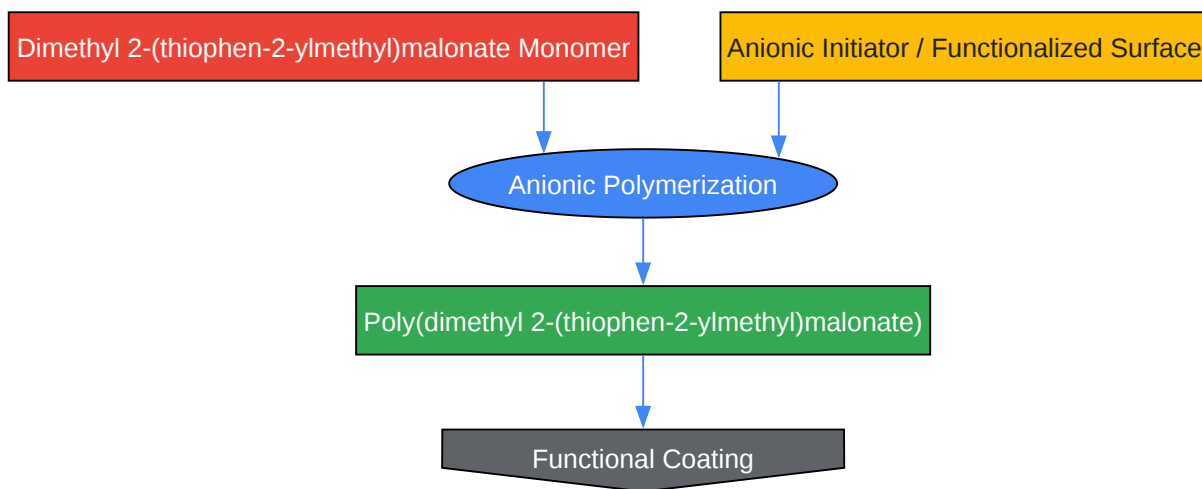 Dimethyl 2-(thiophen-2-ylmethyl)malonate Monomer
Anionic Initiator / Functionalized Surface
Anionic Polymerization
Poly(dimethyl 2-(thiophen-2-ylmethyl)malonate)
Functional Coating